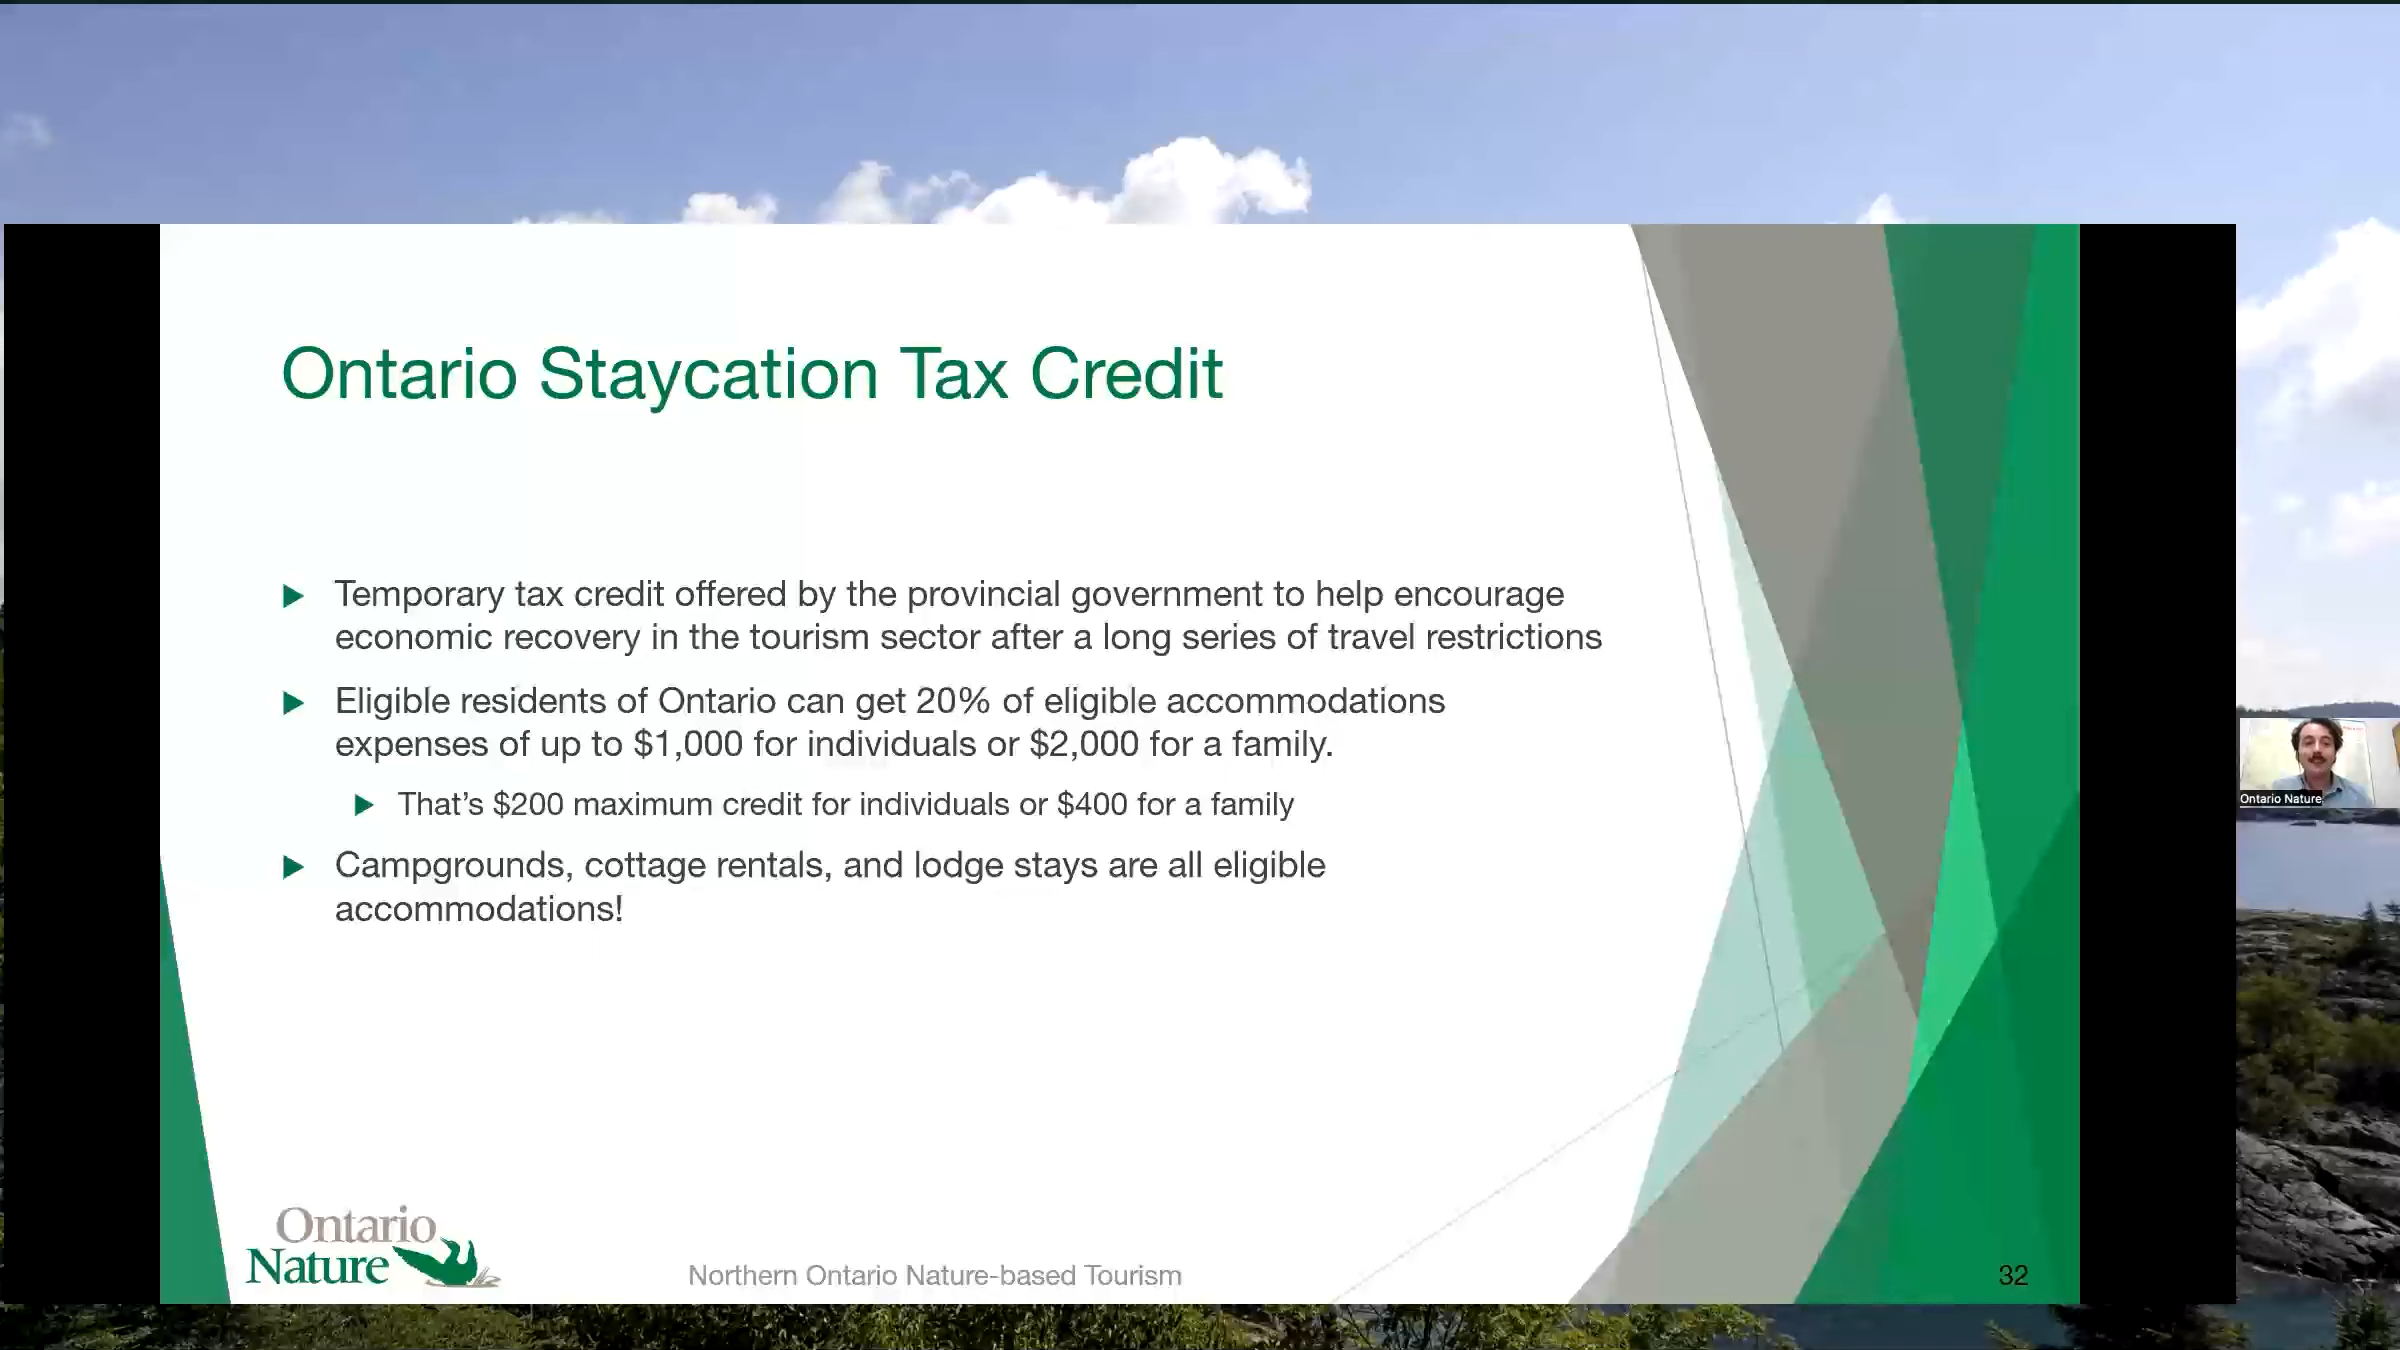 Ontario Staycation Tax Credit
Temporary tax credit offered by the provincial government to help encourage
economic recovery in the tourism sector after a long series of travel restrictions
Eligible residents of Ontario can get 20% of eligible accommodations
expenses of up to $1,000 for individuals or $2,000 for a family.
That's $200 maximum credit for individuals or $400 for a family
Campgrounds, cottage rentals, and lodge stays are all eligible
accommodations!
Ontario Nature
Ontario
Nature
Northern Ontario Nature-based Tourism
32